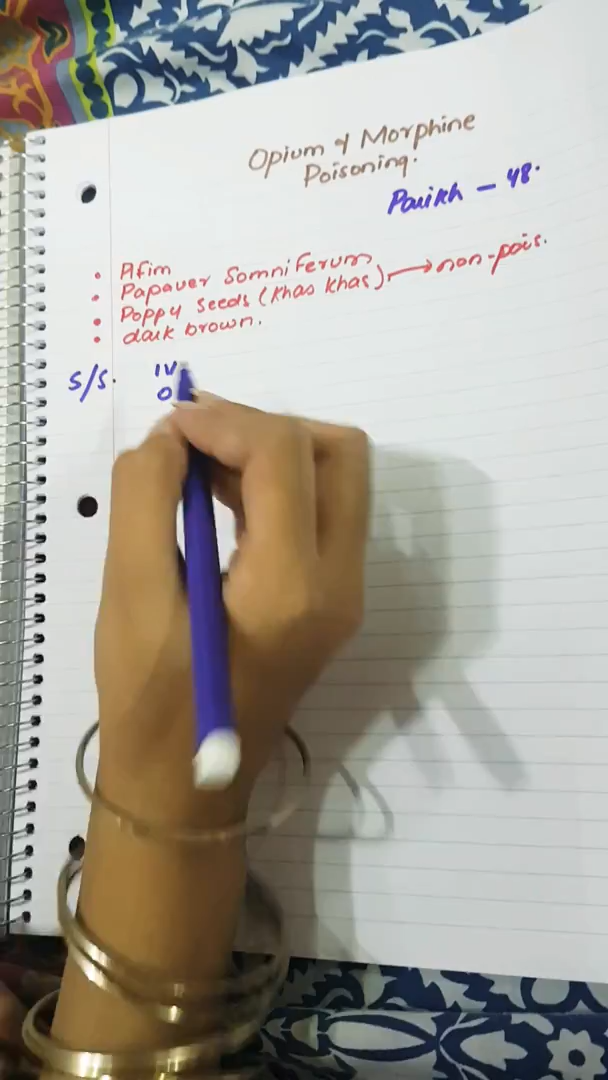 Opium & Morphine
Poisoning.
Parikh - 48.
• Afim
• Papaver Somniferum
• Poppy Seeds (Khas Khas) → non-pois.
• dark brown.
S/S. IV
O